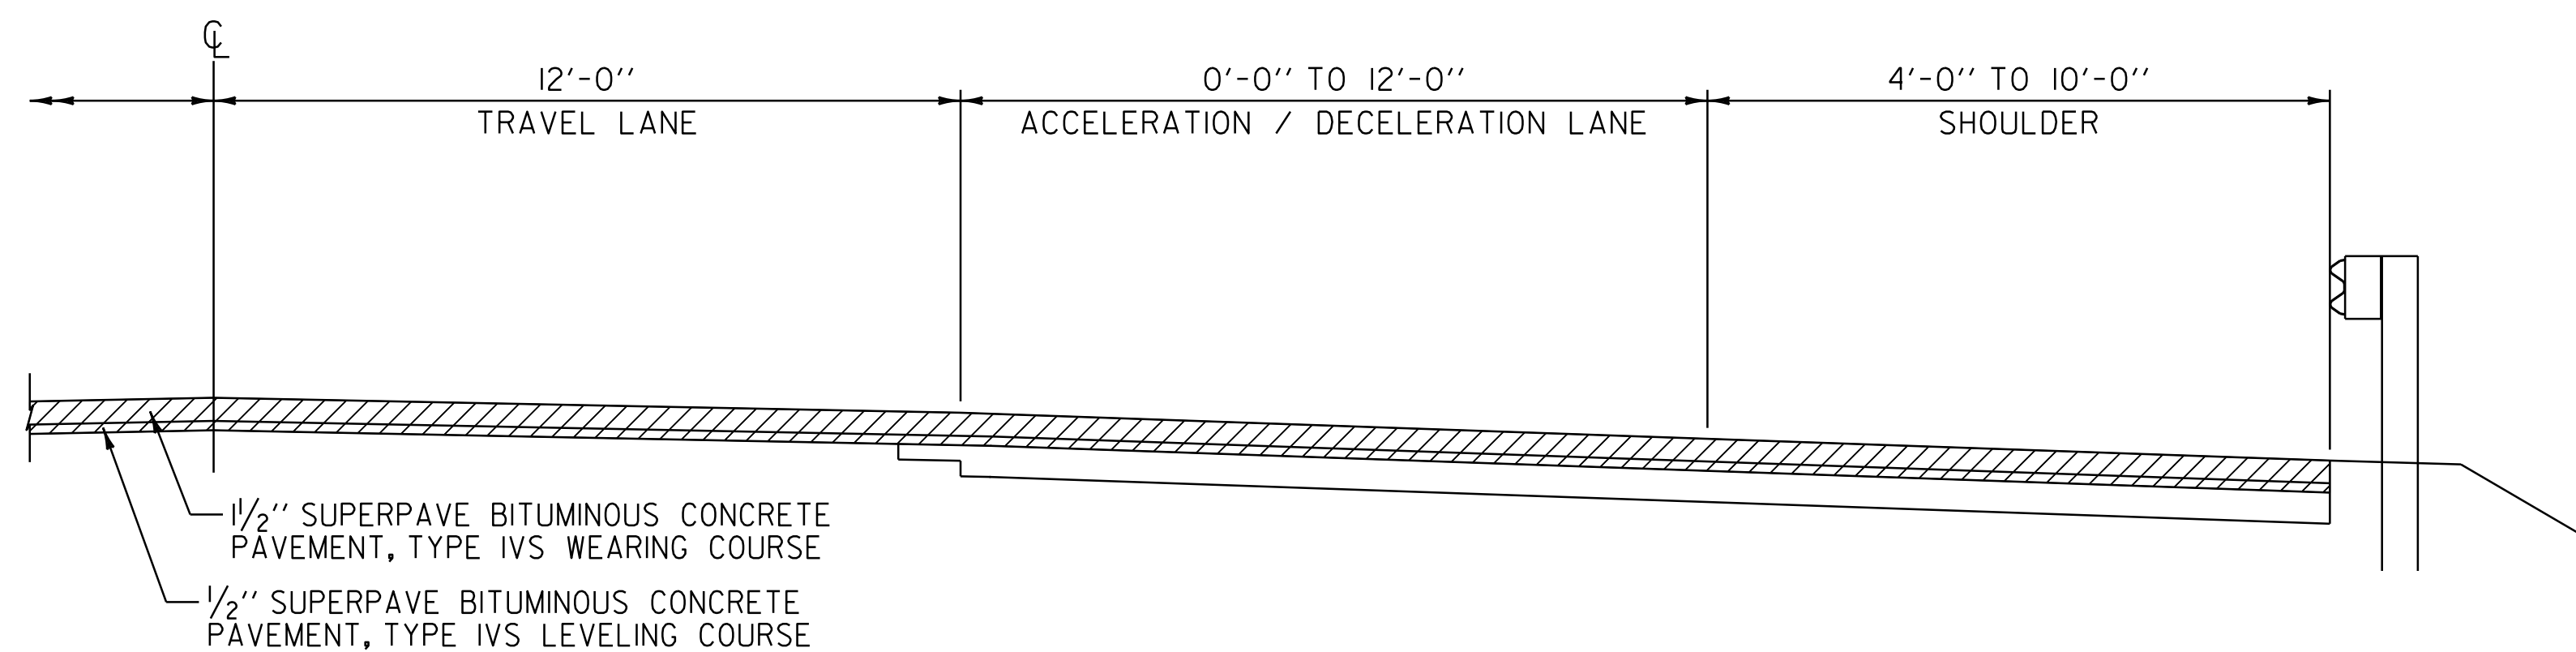 ℄
12'-0" 0'-0" TO 12'-0" 4'-0" TO 10'-0"
TRAVEL LANE ACCELERATION / DECELERATION LANE SHOULDER
1 1/2" SUPERPAVE BITUMINOUS CONCRETE
PAVEMENT, TYPE IVS WEARING COURSE
1/2" SUPERPAVE BITUMINOUS CONCRETE
PAVEMENT, TYPE IVS LEVELING COURSE